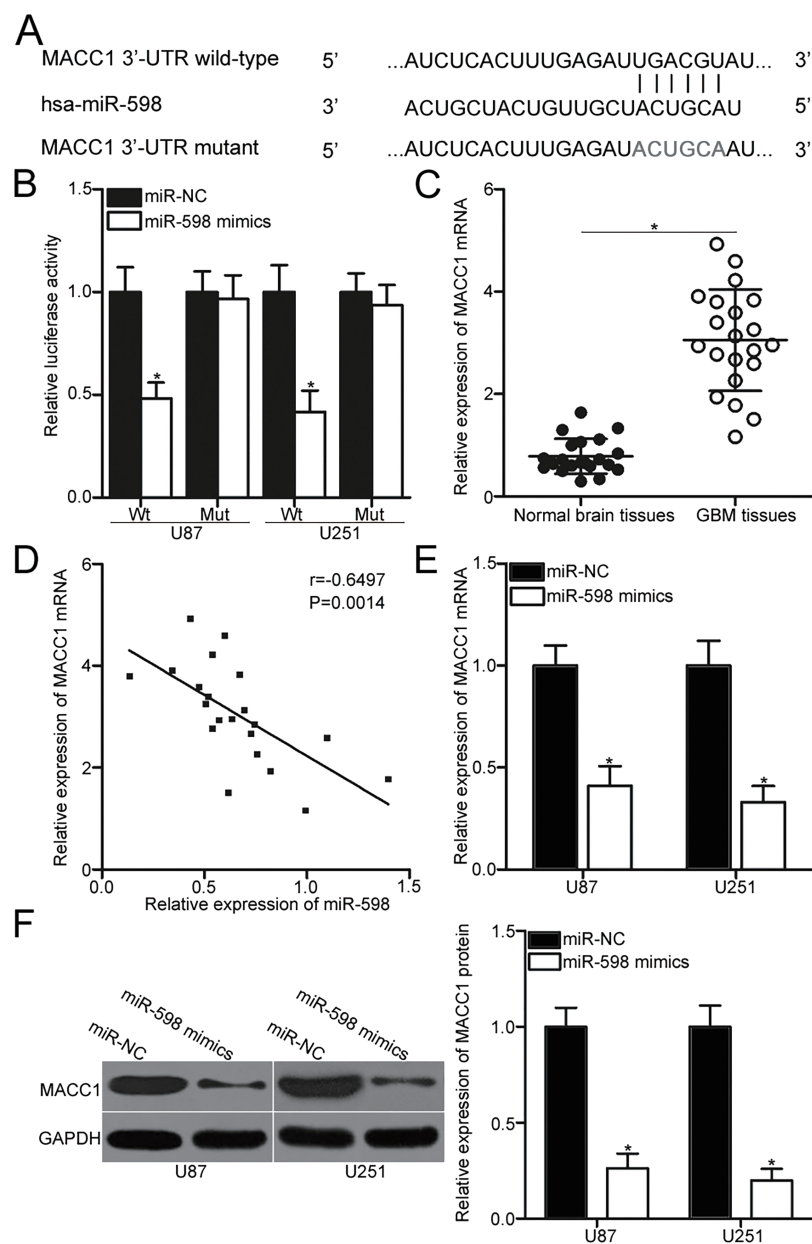 A
MACC1 3'-UTR wild-type 5' ...AUCUCACUUUGAGAUUGACGUAU... 3'
hsa-miR-598 3' ACUGCUACUGUUGCUACUGCAU 5'
MACC1 3'-UTR mutant 5' ...AUCUCACUUUGAGAUACUGCAAU... 3'
B
Relative luciferase activity
1.5
1.0
0.5
0.0
miR-NC
miR-598 mimics
*
*
Wt Mut Wt Mut
U87 U251
C
Relative expression of MACC1 mRNA
6
4
2
0
*
Normal brain tissues GBM tissues
D
Relative expression of MACC1 mRNA
6
4
2
0
r=-0.6497
P=0.0014
0.0 0.5 1.0 1.5
Relative expression of miR-598
E
Relative expression of MACC1 mRNA
1.5
1.0
0.5
0.0
miR-NC
miR-598 mimics
*
*
U87 U251
F
miR-NC miR-598 mimics miR-NC miR-598 mimics
MACC1
GAPDH
U87 U251
Relative expression of MACC1 protein
1.5
1.0
0.5
0.0
miR-NC
miR-598 mimics
*
*
U87 U251